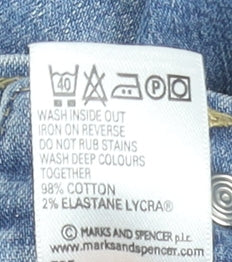 40 P
WASH INSIDE OUT
IRON ON REVERSE
DO NOT RUB STAINS
WASH DEEP COLOURS
TOGETHER
98% COTTON
2% ELASTANE LYCRA®
© MARKS AND SPENCER p.l.c.
www.marksandspencer.com